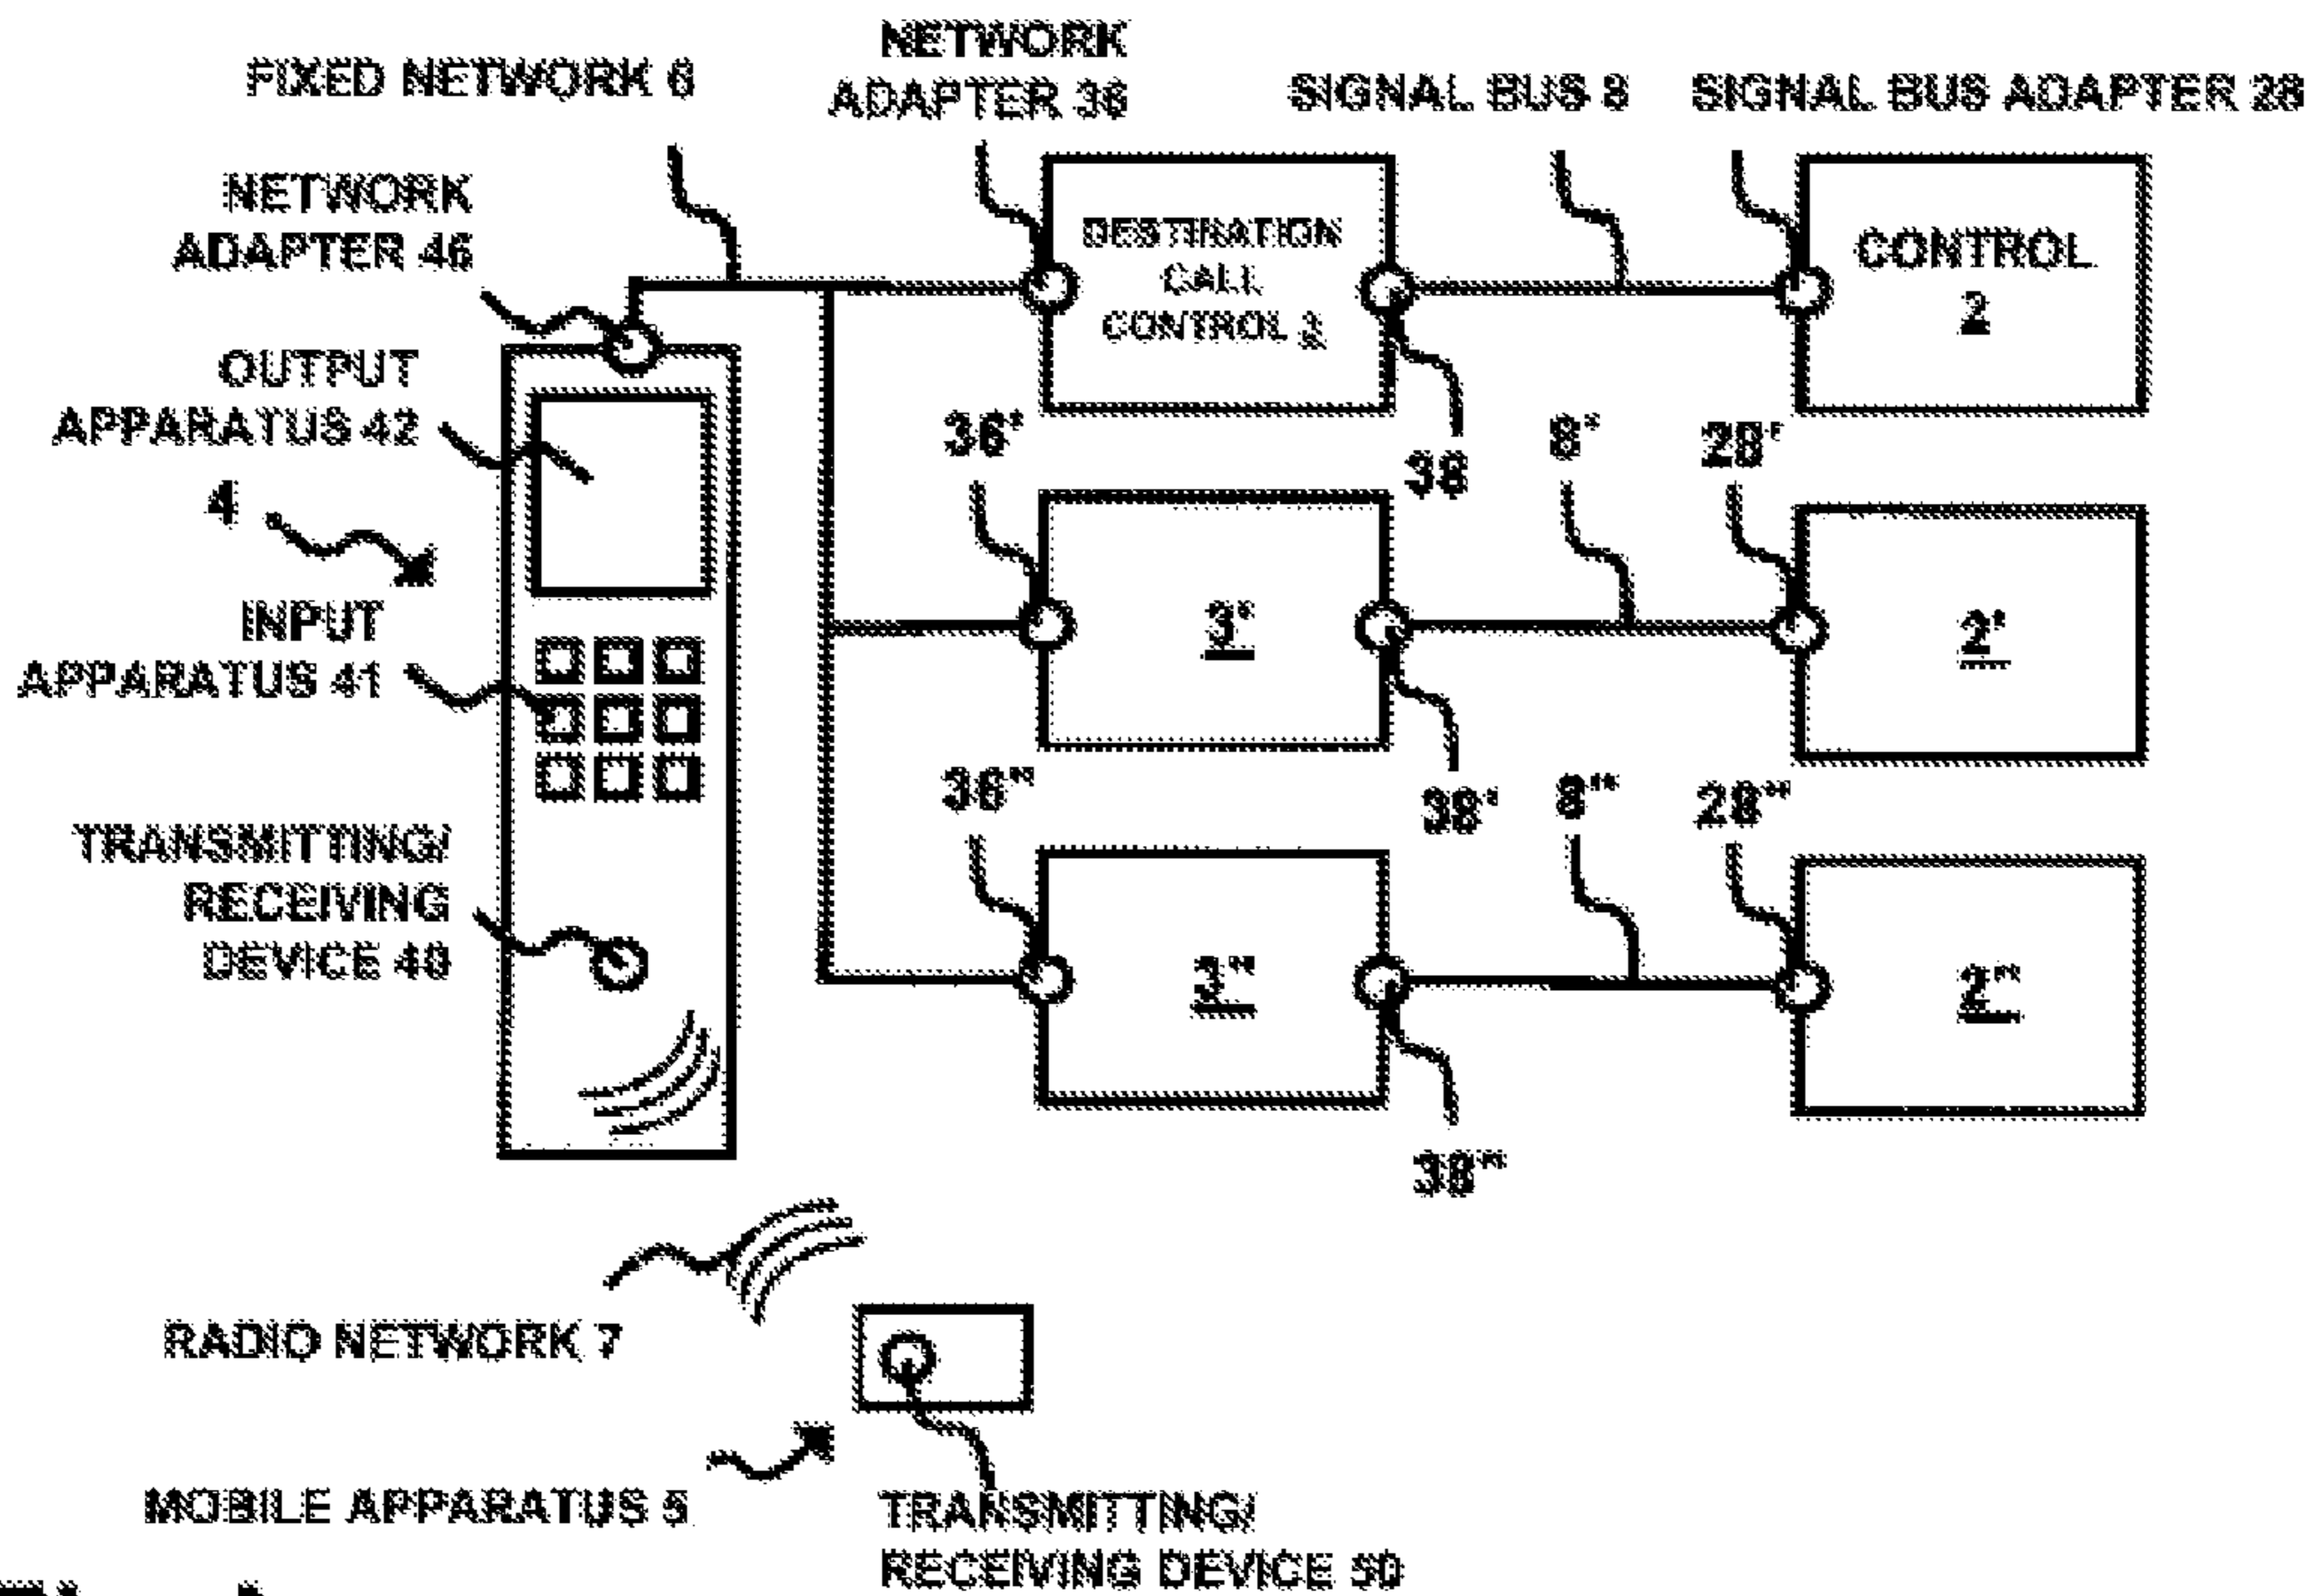 FIXED NETWORK 6
NETWORK
ADAPTER 36
SIGNAL BUS 8
SIGNAL BUS ADAPTER 28
NETWORK
ADAPTER 46
DESTINATION
CALL
CONTROL 3
CONTROL
2
OUTPUT
APPARATUS 42
36'
38
8'
28'
4
INPUT
APPARATUS 41
3'
2'
36"
38'
8"
28"
TRANSMITTING/
RECEIVING
DEVICE 40
3"
2"
38"
RADIO NETWORK 7
MOBILE APPARATUS 5
TRANSMITTING/
RECEIVING DEVICE 50